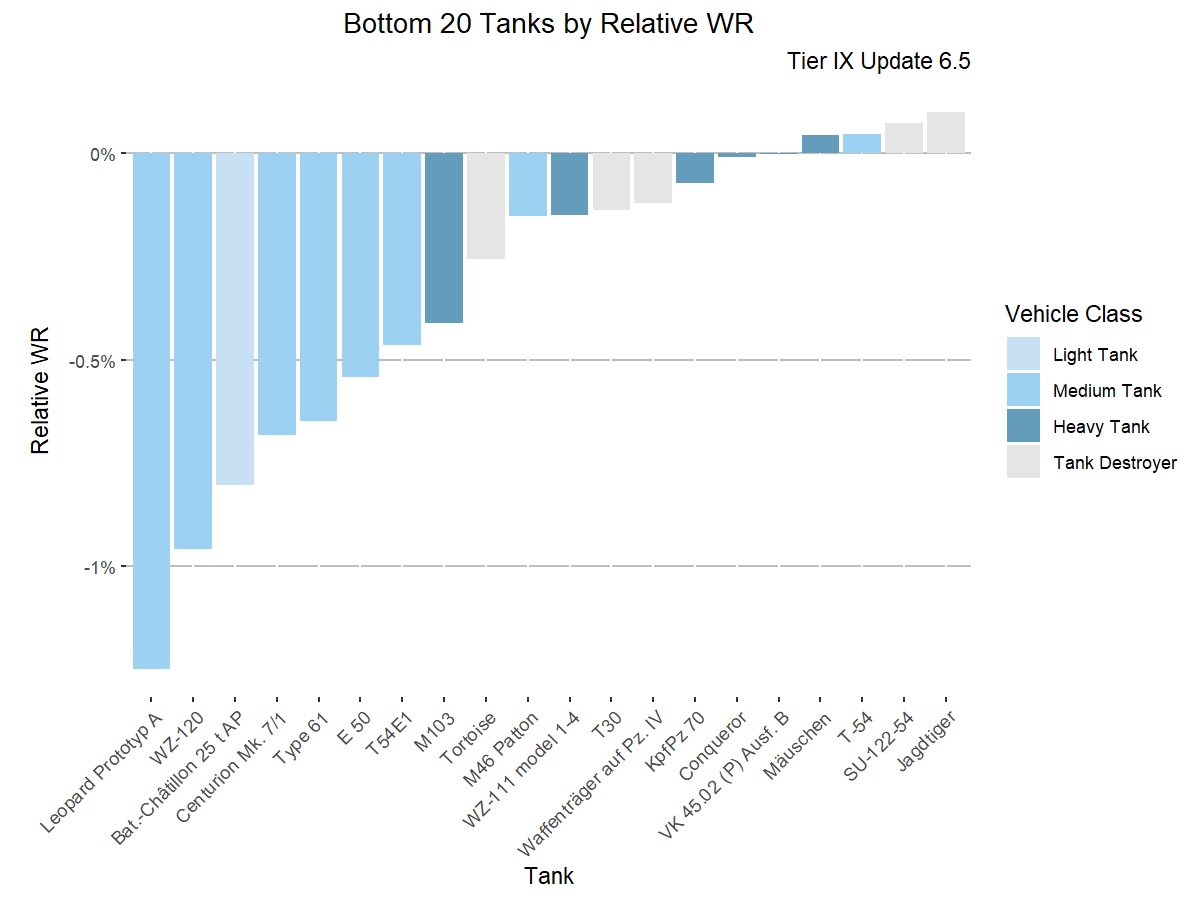 Bottom 20 Tanks by Relative WR
Tier IX Update 6.5
0%
-0.5%
-1%
Relative WR
Leopard Prototyp A
WZ-120
Bat.-Châtillon 25 t AP
Centurion Mk. 7/1
Type 61
E 50
T54E1
M103
Tortoise
M46 Patton
WZ-111 model 1-4
T30
Waffenträger auf Pz. IV
KpfPz 70
Conqueror
VK 45.02 (P) Ausf. B
Mäuschen
T-54
SU-122-54
Jagdtiger
Tank
Vehicle Class
Light Tank
Medium Tank
Heavy Tank
Tank Destroyer